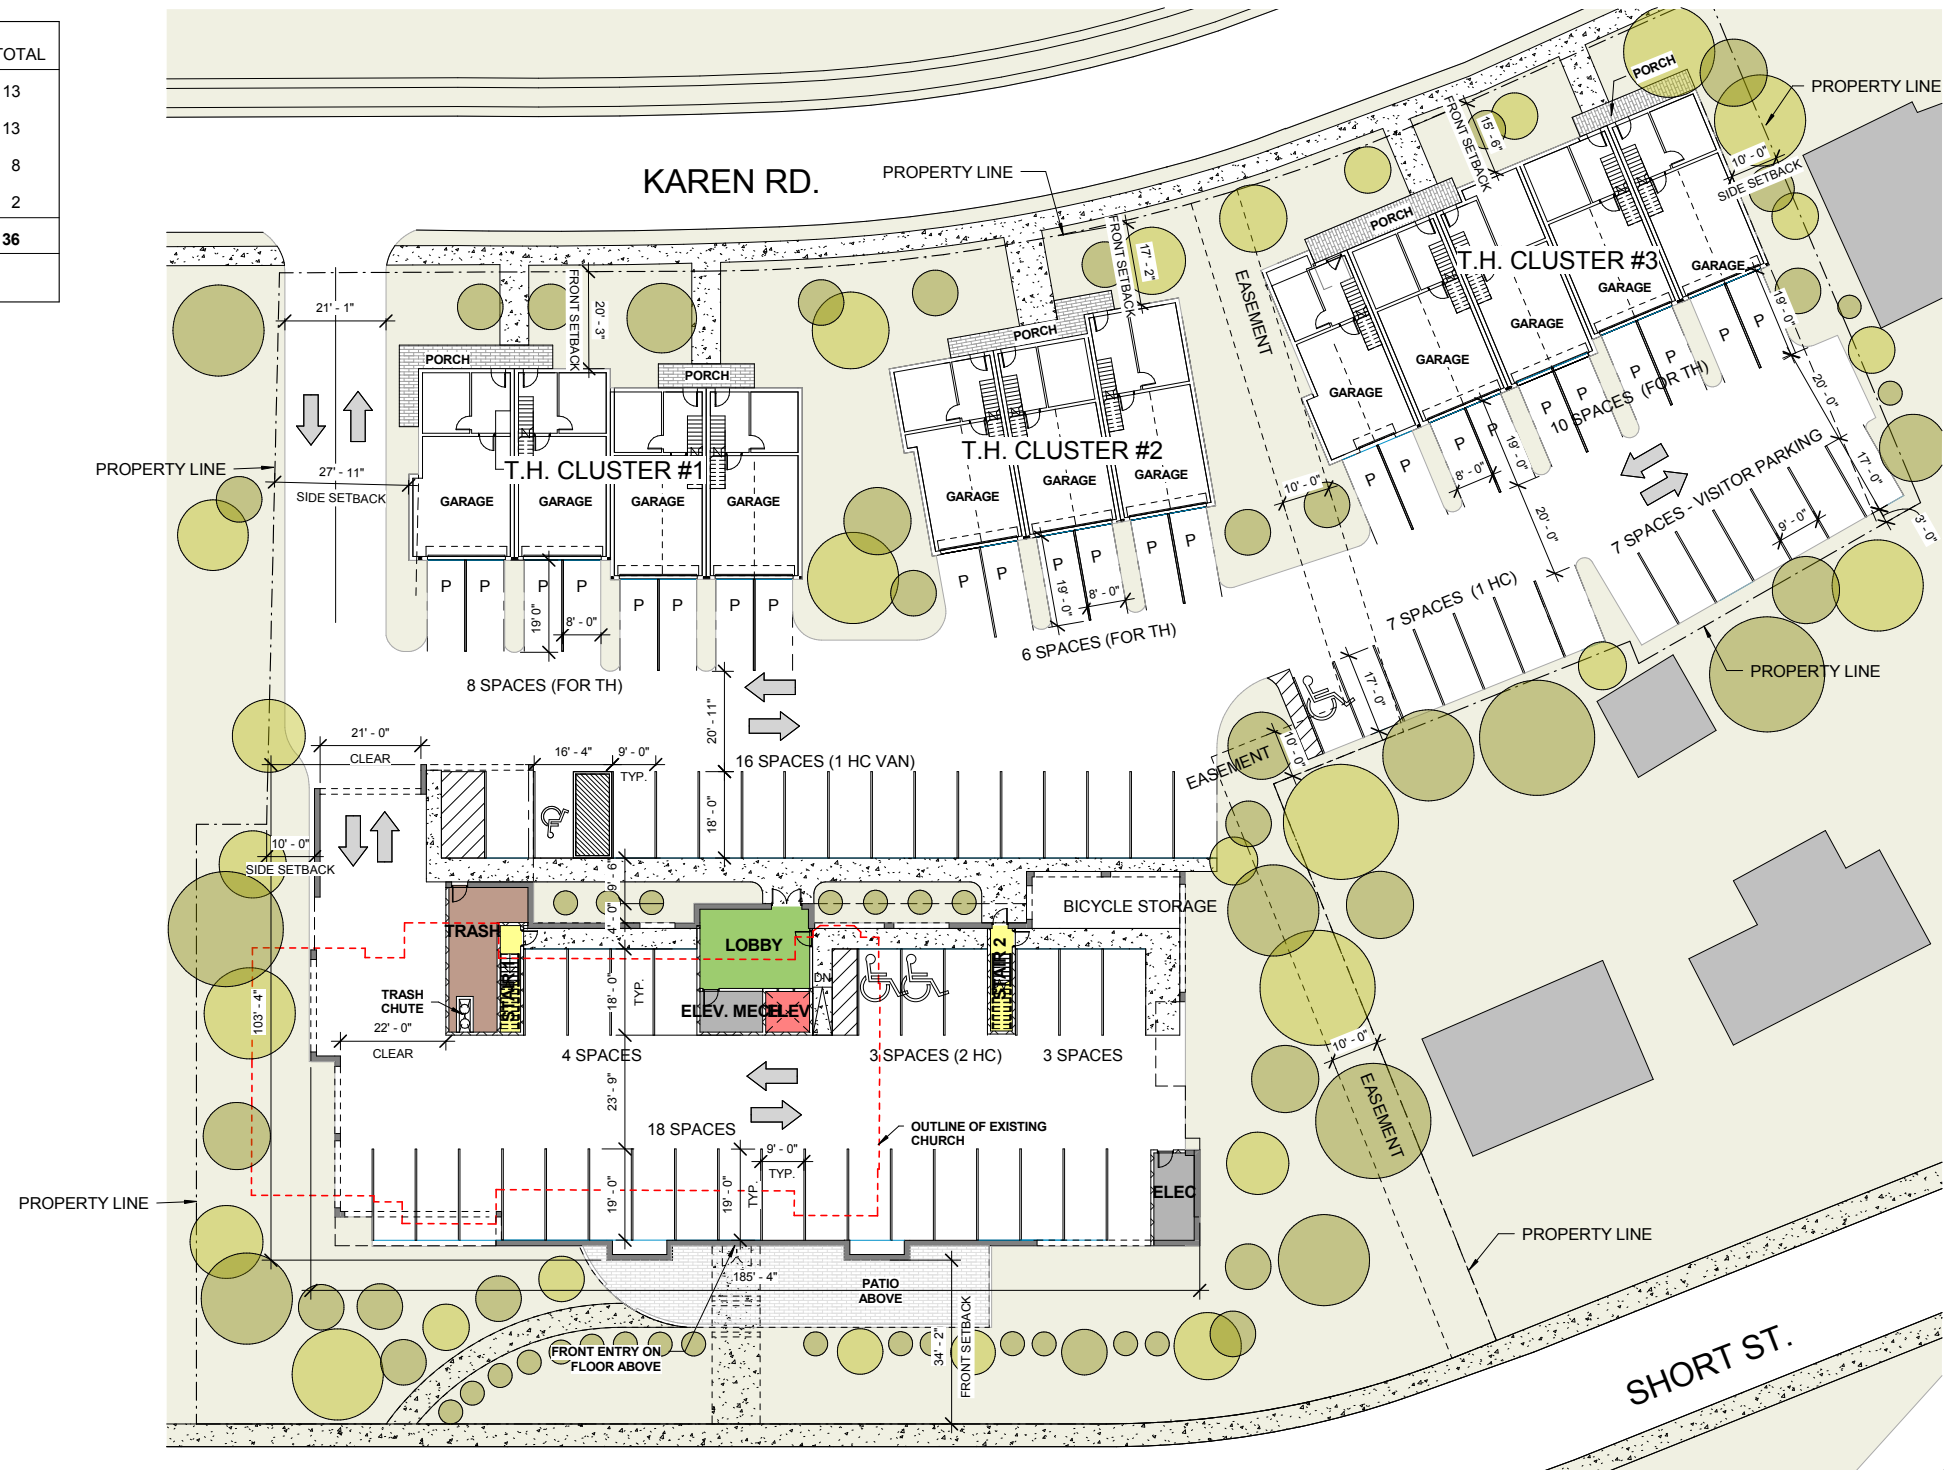 TOTAL
13
13
8
2
36
KAREN RD.
PROPERTY LINE
PORCH
PROPERTY LINE
FRONT SETBACK
15' - 6"
10' - 0"
SIDE SETBACK
PORCH
T.H. CLUSTER #3
GARAGE
GARAGE
GARAGE
GARAGE
GARAGE
19' - 0"
20' - 0"
17' - 0"
3' - 0"
P
P
P
P
P
P
P
P
P
P
10 SPACES (FOR TH)
8' - 0"
19' - 0"
20' - 0"
7 SPACES - VISITOR PARKING
9' - 0"
7 SPACES (1 HC)
17' - 0"
10' - 0"
EASEMENT
10' - 0"
EASEMENT
PROPERTY LINE
FRONT SETBACK
17' - 2"
PORCH
T.H. CLUSTER #2
GARAGE
GARAGE
GARAGE
P
P
P
P
P
P
19' - 0"
8' - 0"
6 SPACES (FOR TH)
21' - 1"
FRONT SETBACK
20' - 3"
PORCH
PORCH
PROPERTY LINE
27' - 11"
SIDE SETBACK
T.H. CLUSTER #1
GARAGE
GARAGE
GARAGE
GARAGE
P
P
P
P
P
P
P
P
19' 0"
8' - 0"
8 SPACES (FOR TH)
21' - 0"
CLEAR
16' - 4"
9' - 0"
TYP.
20' - 11"
16 SPACES (1 HC VAN)
18' - 0"
10' - 0"
SIDE SETBACK
9' - 6"
4' - 0"
BICYCLE STORAGE
TRASH
LOBBY
STAIR 1
STAIR 2
TRASH
CHUTE
18' - 0"
TYP.
ELEV. MECH
ELEV
DN
103' - 4"
22' - 0"
CLEAR
4 SPACES
3 SPACES (2 HC)
3 SPACES
23' - 9"
18 SPACES
OUTLINE OF EXISTING
CHURCH
9' - 0"
TYP.
19' - 0"
19' - 0"
TYP.
ELEC
10' - 0"
EASEMENT
PROPERTY LINE
PROPERTY LINE
185' - 4"
PATIO
ABOVE
FRONT ENTRY ON
FLOOR ABOVE
34' - 2"
FRONT SETBACK
SHORT ST.